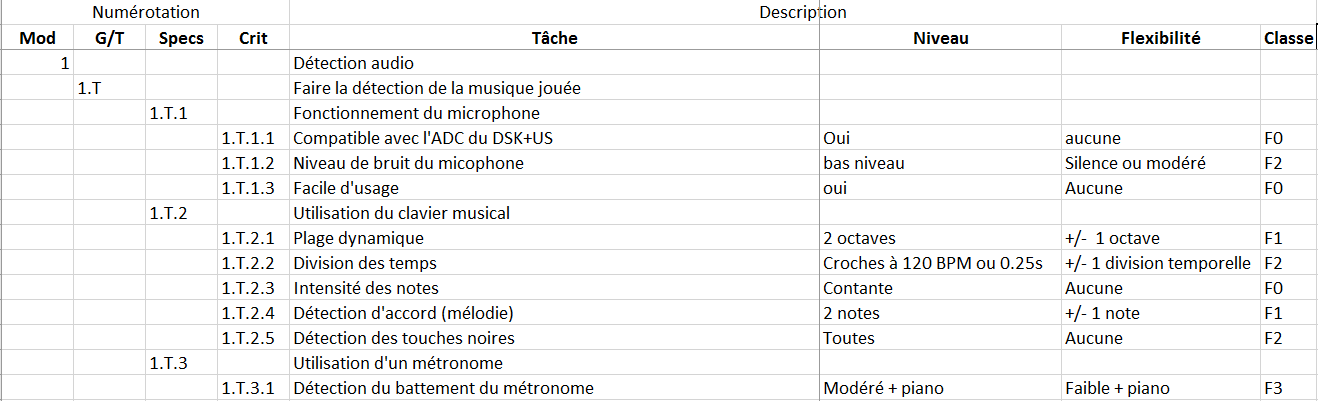 Numérotation Description
Mod G/T Specs Crit Tâche Niveau Flexibilité Classe
1 Détection audio
1.T Faire la détection de la musique jouée
1.T.1 Fonctionnement du microphone
1.T.1.1 Compatible avec l'ADC du DSK+US Oui aucune F0
1.T.1.2 Niveau de bruit du micophone bas niveau Silence ou modéré F2
1.T.1.3 Facile d'usage oui Aucune F0
1.T.2 Utilisation du clavier musical
1.T.2.1 Plage dynamique 2 octaves +/- 1 octave F1
1.T.2.2 Division des temps Croches à 120 BPM ou 0.25s +/- 1 division temporelle F2
1.T.2.3 Intensité des notes Contante Aucune F0
1.T.2.4 Détection d'accord (mélodie) 2 notes +/- 1 note F1
1.T.2.5 Détection des touches noires Toutes Aucune F2
1.T.3 Utilisation d'un métronome
1.T.3.1 Détection du battement du métronome Modéré + piano Faible + piano F3